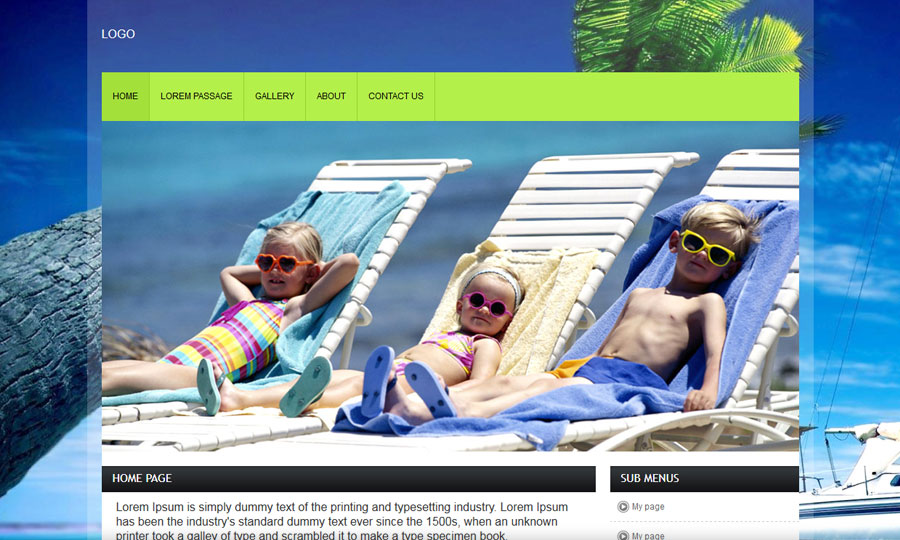 LOGO
HOME LOREM PASSAGE GALLERY ABOUT CONTACT US
HOME PAGE
Lorem Ipsum is simply dummy text of the printing and typesetting industry. Lorem Ipsum
has been the industry's standard dummy text ever since the 1500s, when an unknown
printer took a galley of type and scrambled it to make a type specimen book.
SUB MENUS
My page
My page